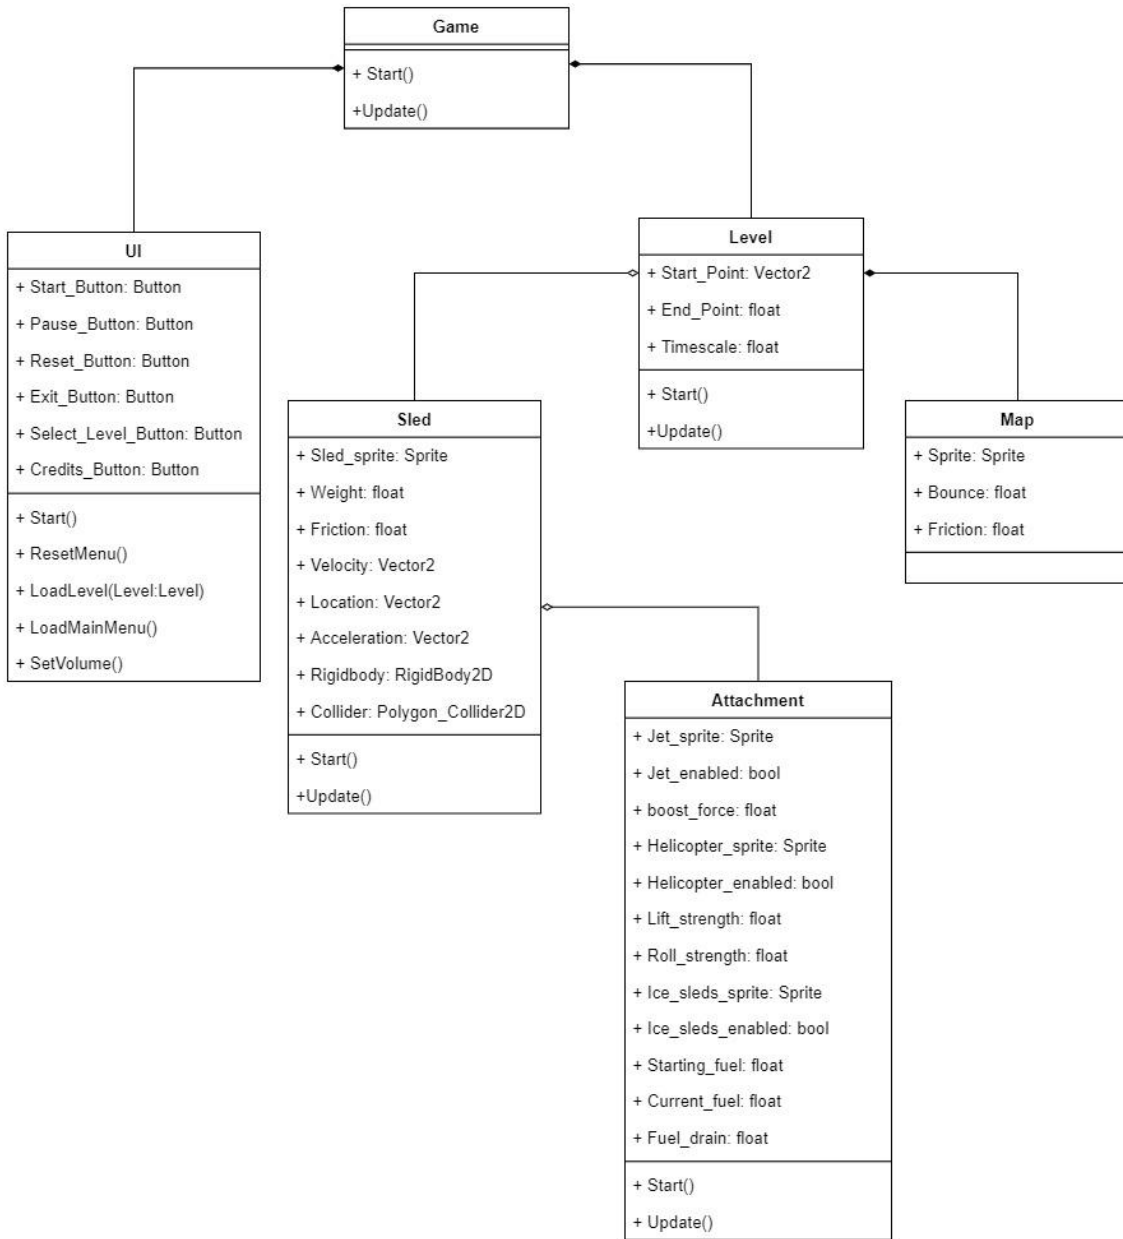 Game
+ Start()
+Update()
UI
+ Start_Button: Button
+ Pause_Button: Button
+ Reset_Button: Button
+ Exit_Button: Button
+ Select_Level_Button: Button
+ Credits_Button: Button
+ Start()
+ ResetMenu()
+ LoadLevel(Level:Level)
+ LoadMainMenu()
+ SetVolume()
Level
+ Start_Point: Vector2
+ End_Point: float
+ Timescale: float
+ Start()
+Update()
Sled
+ Sled_sprite: Sprite
+ Weight: float
+ Friction: float
+ Velocity: Vector2
+ Location: Vector2
+ Acceleration: Vector2
+ Rigidbody: RigidBody2D
+ Collider: Polygon_Collider2D
+ Start()
+Update()
Map
+ Sprite: Sprite
+ Bounce: float
+ Friction: float
Attachment
+ Jet_sprite: Sprite
+ Jet_enabled: bool
+ boost_force: float
+ Helicopter_sprite: Sprite
+ Helicopter_enabled: bool
+ Lift_strength: float
+ Roll_strength: float
+ Ice_sleds_sprite: Sprite
+ Ice_sleds_enabled: bool
+ Starting_fuel: float
+ Current_fuel: float
+ Fuel_drain: float
+ Start()
+ Update()